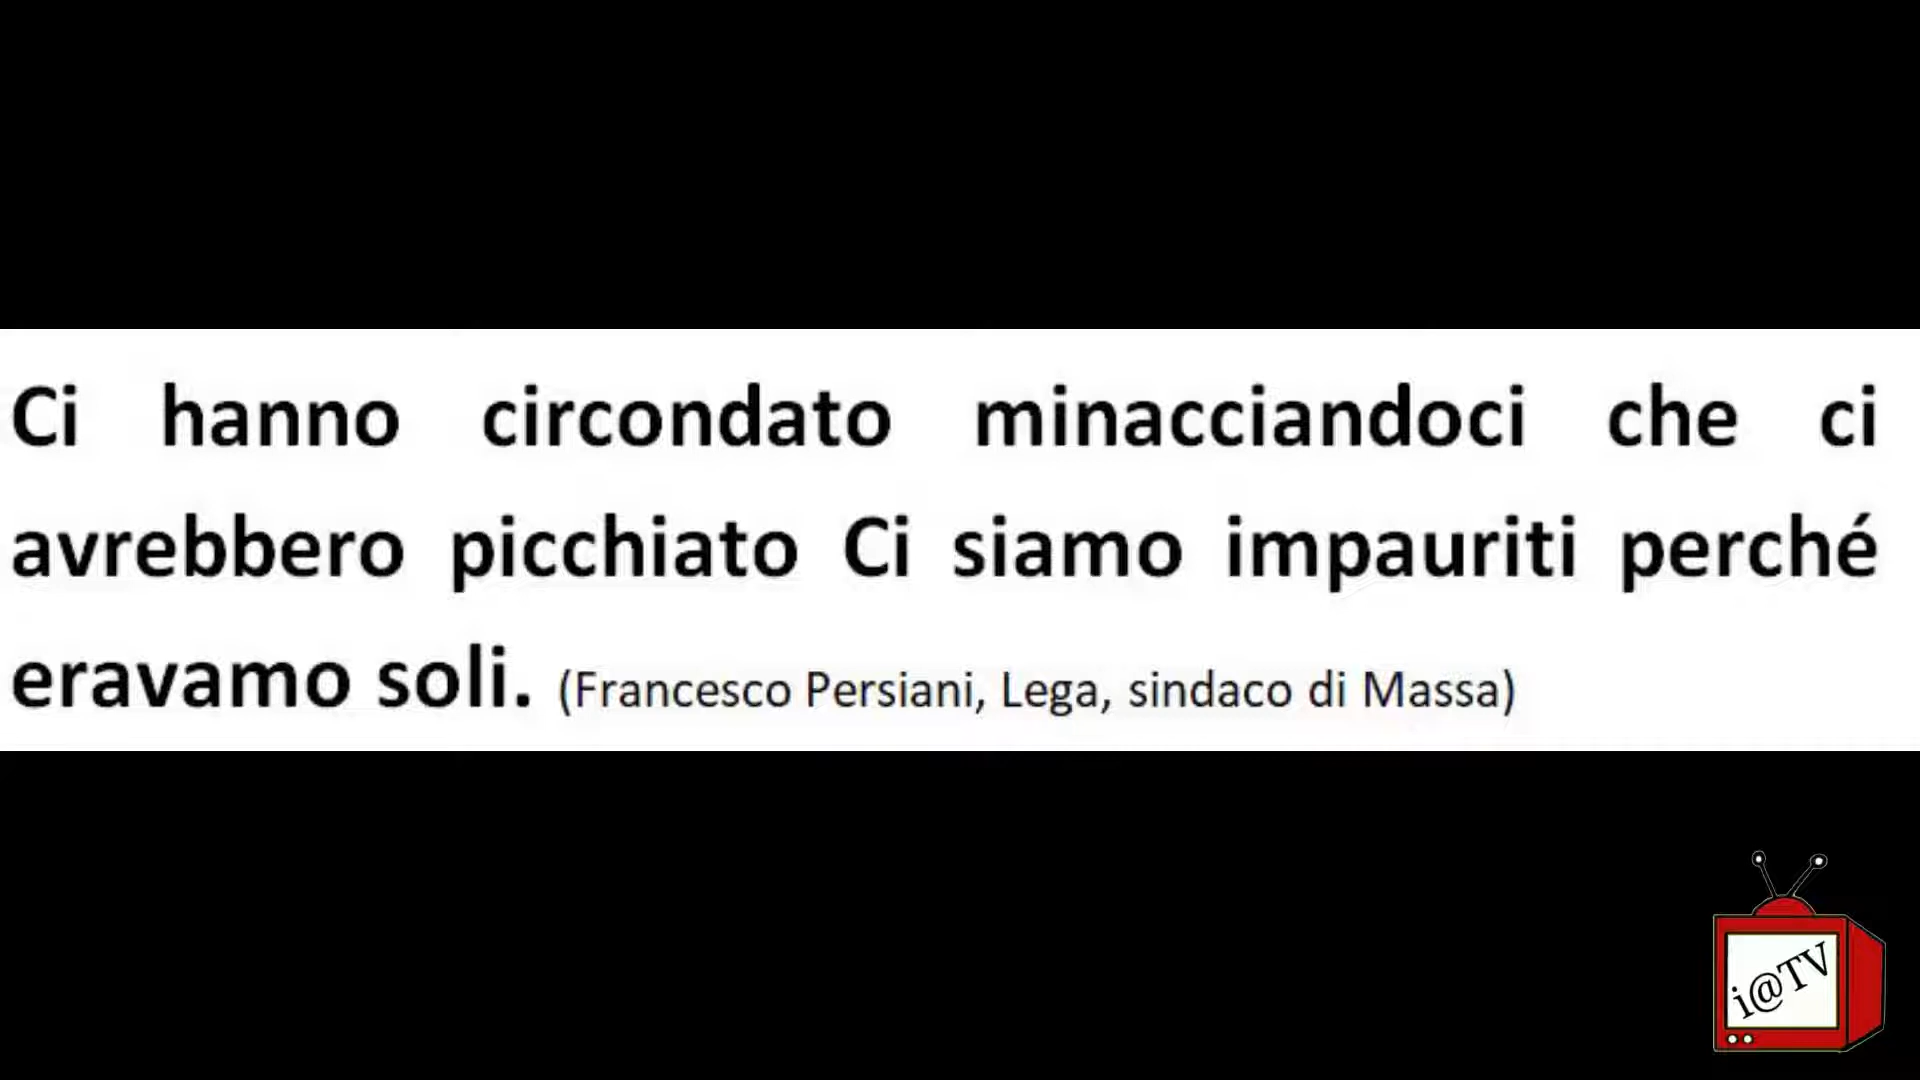 Ci hanno circondato minacciandoci che ci
avrebbero picchiato Ci siamo impauriti perché
eravamo soli. (Francesco Persiani, Lega, sindaco di Massa)
i@TV